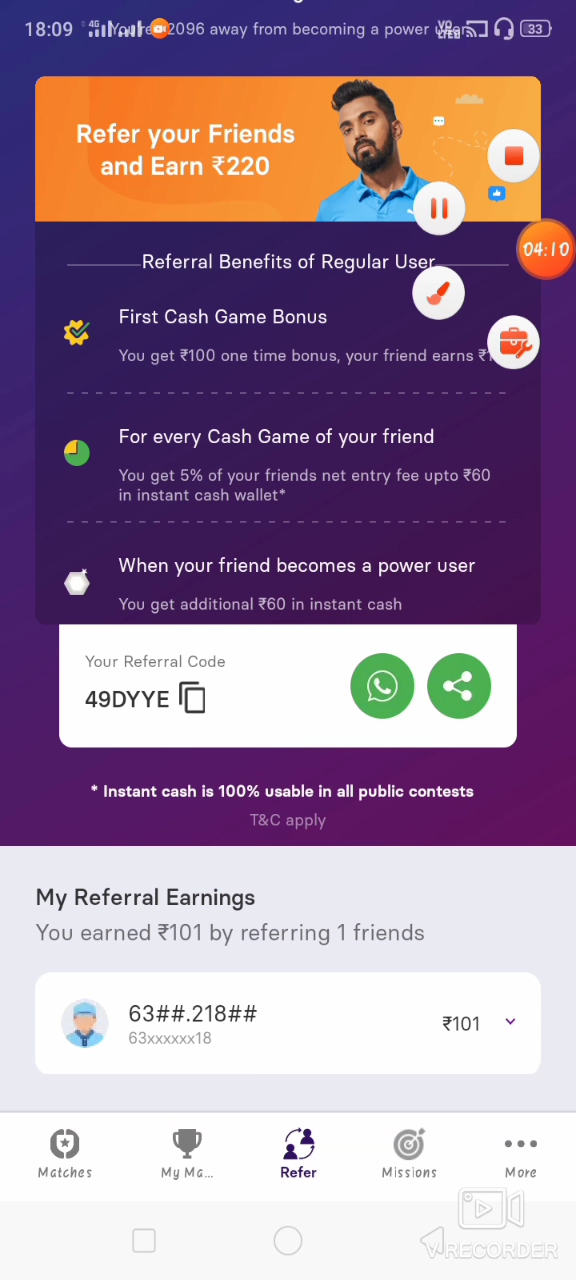 18:09 4G 33
2096 away from becoming a power
Refer your Friends
and Earn ₹220
04:10
Referral Benefits of Regular User
First Cash Game Bonus
You get ₹100 one time bonus, your friend earns
For every Cash Game of your friend
You get 5% of your friends net entry fee upto ₹60
in instant cash wallet*
When your friend becomes a power user
You get additional ₹60 in instant cash
Your Referral Code
49DYYE
* Instant cash is 100% usable in all public contests
T&C apply
My Referral Earnings
You earned ₹101 by referring 1 friends
63##.218## ₹101
63xxxxxx18
Matches My Ma... Refer Missions More
V RECORDER